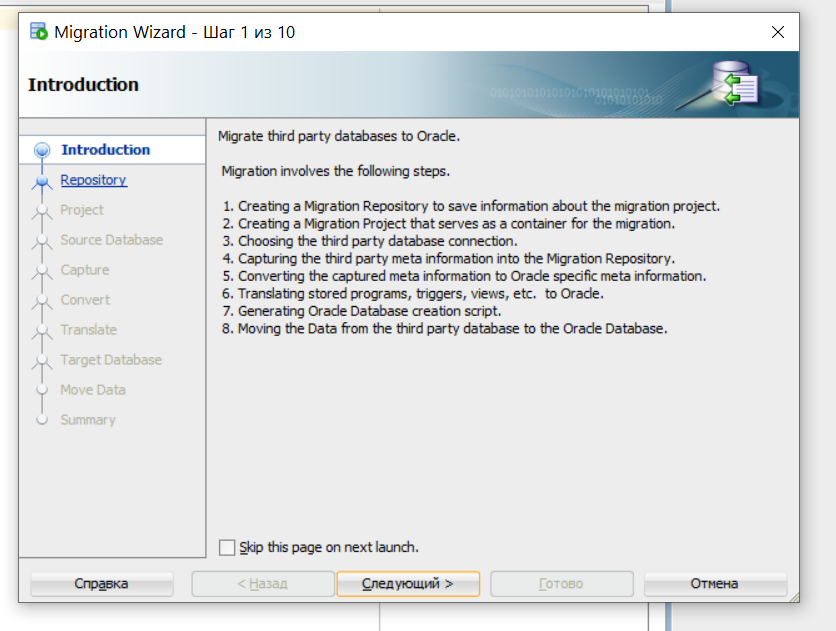 Migration Wizard - Шаг 1 из 10
Introduction
010101010101010101010101010101
01010101010
Introduction
Repository
Project
Source Database
Capture
Convert
Translate
Target Database
Move Data
Summary
Migrate third party databases to Oracle.
Migration involves the following steps.
1. Creating a Migration Repository to save information about the migration project.
2. Creating a Migration Project that serves as a container for the migration.
3. Choosing the third party database connection.
4. Capturing the third party meta information into the Migration Repository.
5. Converting the captured meta information to Oracle specific meta information.
6. Translating stored programs, triggers, views, etc. to Oracle.
7. Generating Oracle Database creation script.
8. Moving the Data from the third party database to the Oracle Database.
Skip this page on next launch.
Справка
< Назад
Следующий >
Готово
Отмена